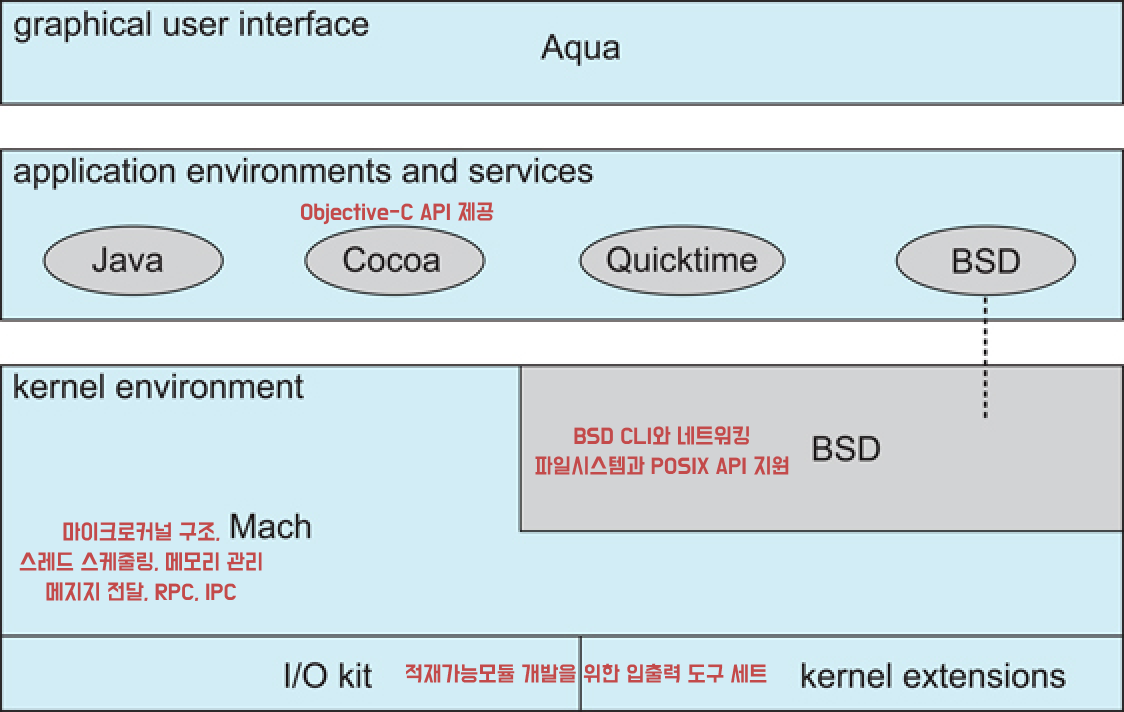 graphical user interface
Aqua
application environments and services
Objective-C API 제공
Java
Cocoa
Quicktime
BSD
kernel environment
BSD CLI와 네트워킹
파일시스템과 POSIX API 지원
BSD
마이크로커널 구조, Mach
스레드 스케줄링, 메모리 관리
메지지 전달, RPC, IPC
I/O kit
적재가능모듈 개발을 위한 입출력 도구 세트
kernel extensions